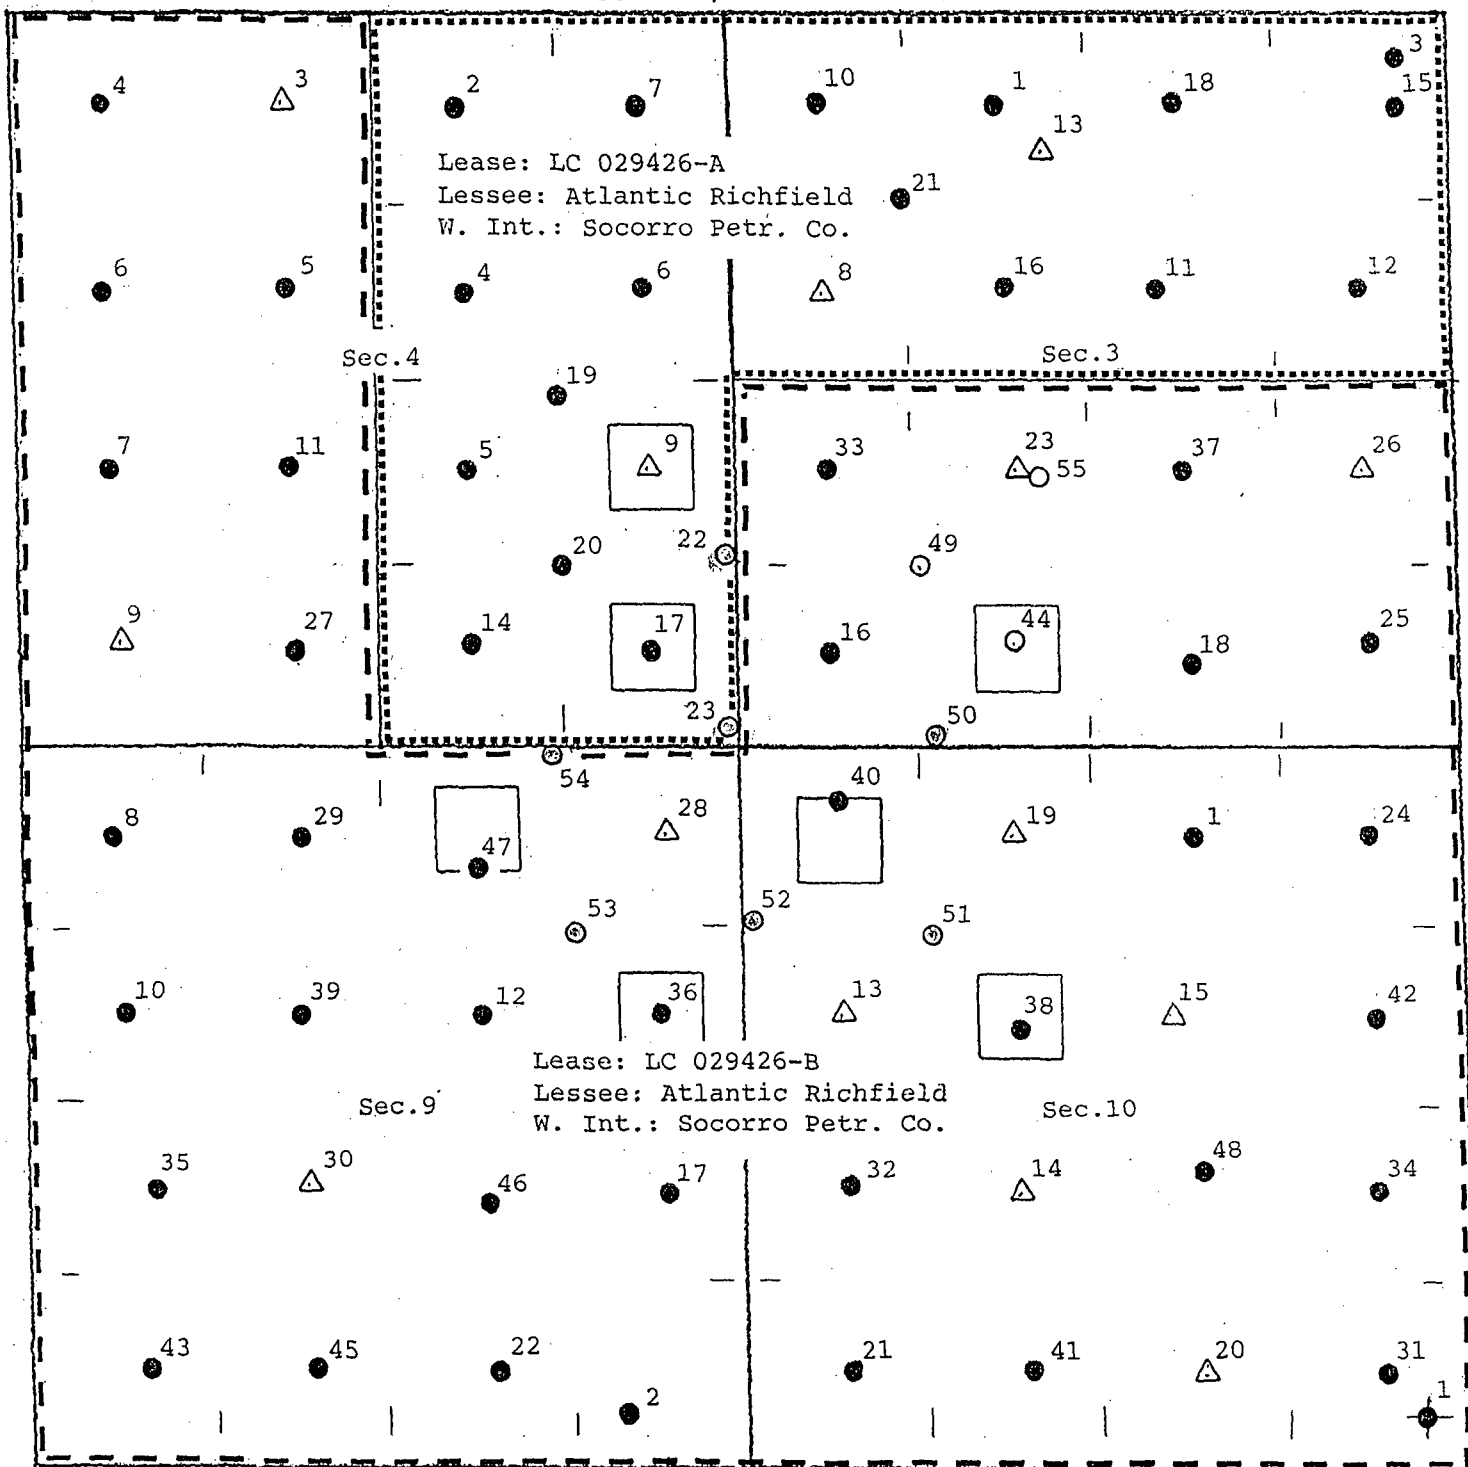 3
4 3 2 7 10 1 18 15
13
Lease: LC 029426-A
Lessee: Atlantic Richfield
W. Int.: Socorro Petr. Co.
21
6 5 4 6 8 16 11 12
Sec.4
Sec.3
19
7 11 5 9 33 23 37 26
55
20 22 49
9 27 14 17 16 44 18 25
23 50
54 40
8 29 47 28 19 1 24
53 52 51
10 39 12 36 13 38 15 42
Lease: LC 029426-B
Lessee: Atlantic Richfield
W. Int.: Socorro Petr. Co.
Sec.9
Sec.10
35 30 46 17 32 14 48 34
43 45 22 21 41 20 31
2 1